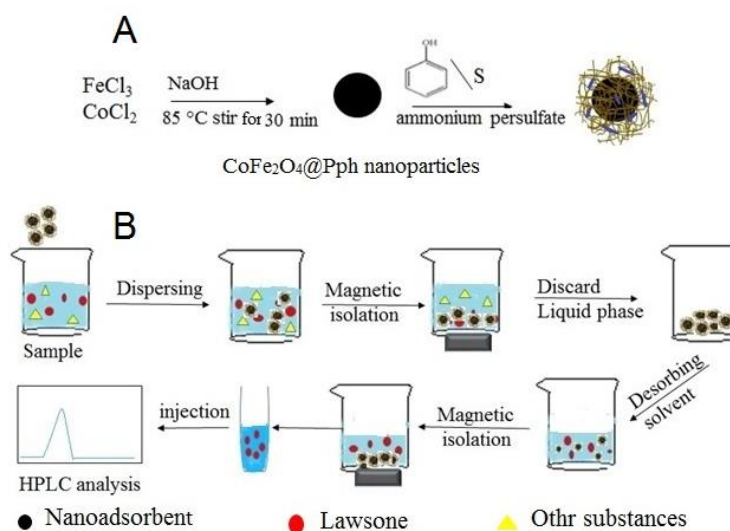 A
OH
FeCl₃
CoCl₂
NaOH
85 °C stir for 30 min
S
ammonium persulfate
CoFe₂O₄@Pph nanoparticles
B
Sample
Dispersing
Magnetic
isolation
Discard
Liquid phase
Desorbing
solvent
Magnetic
isolation
injection
HPLC analysis
Nanoadsorbent
Lawsone
Othr substances